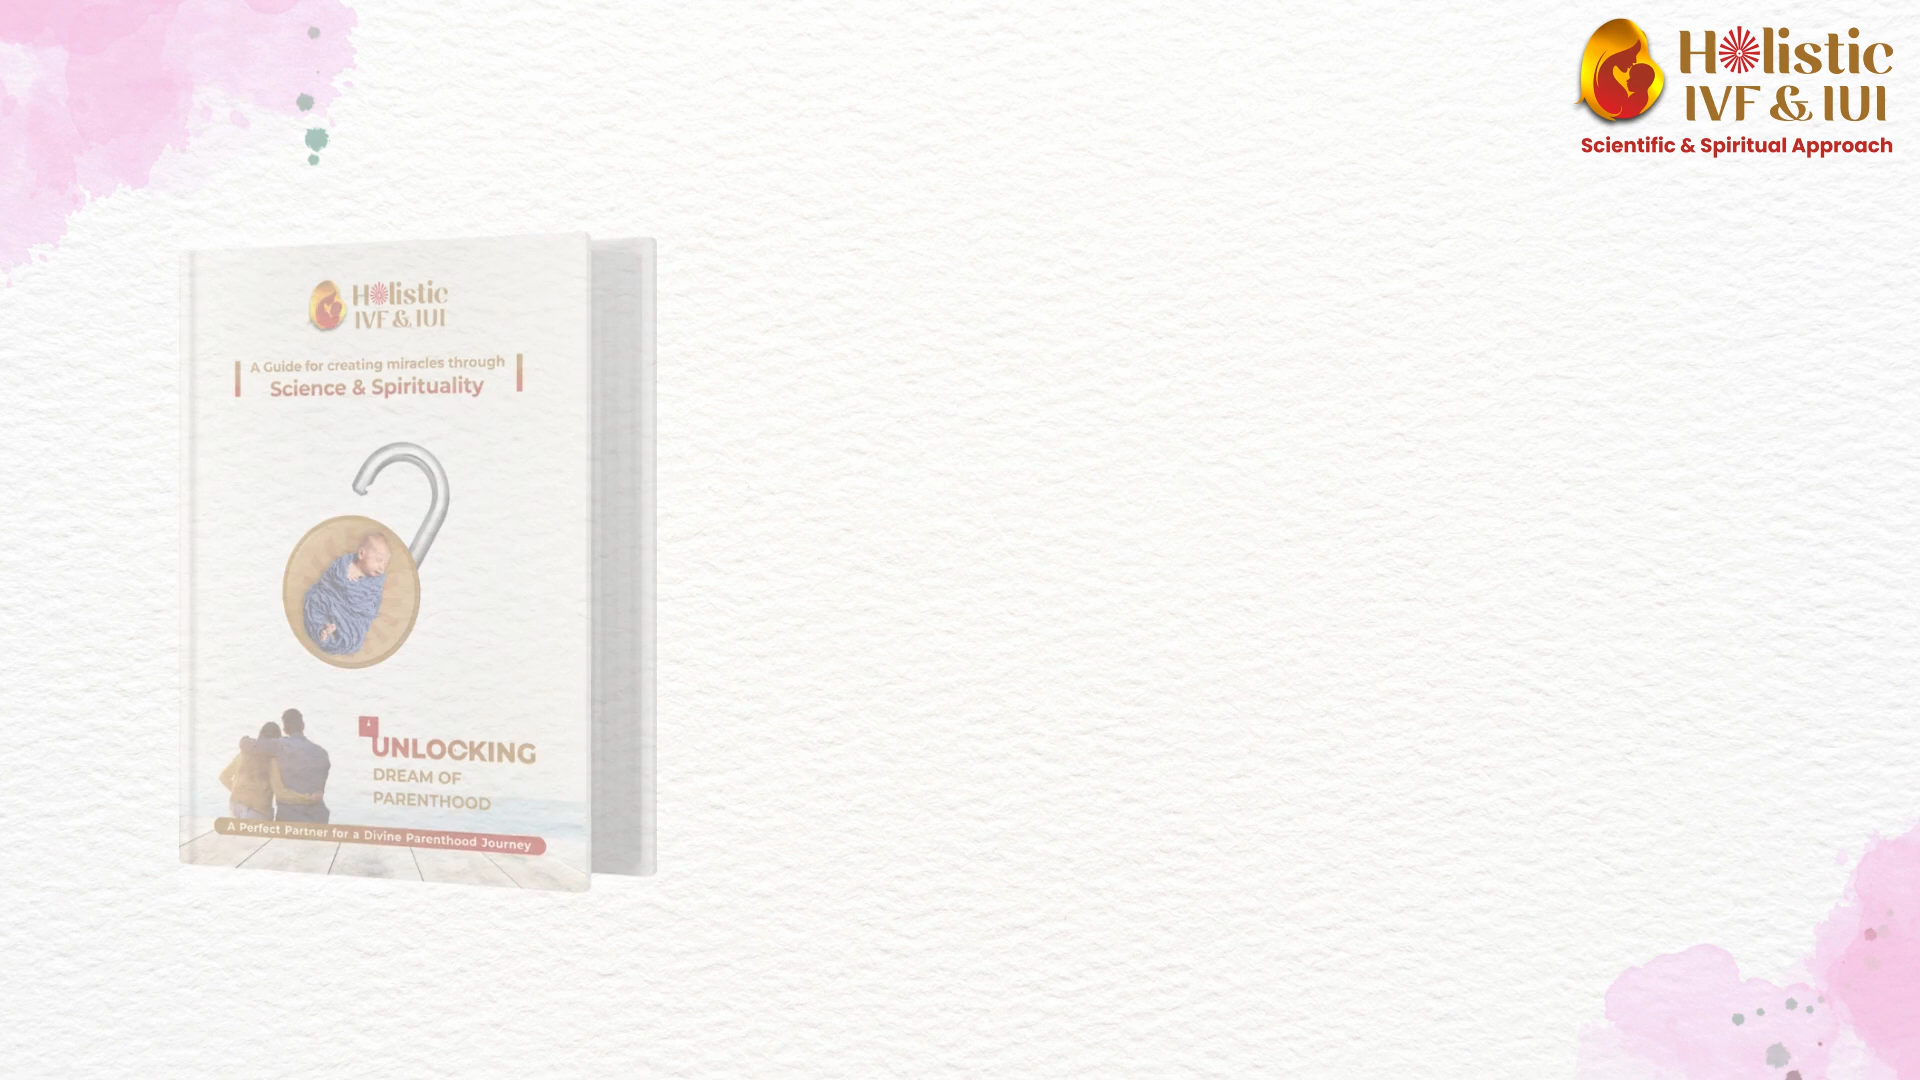 Holistic
IVF & IUI
Scientific & Spiritual Approach
Holistic
IVF & IUI
A Guide for creating miracles through
Science & Spirituality
UNLOCKING
DREAM OF
PARENTHOOD
A Perfect Partner for a Divine Parenthood Journey